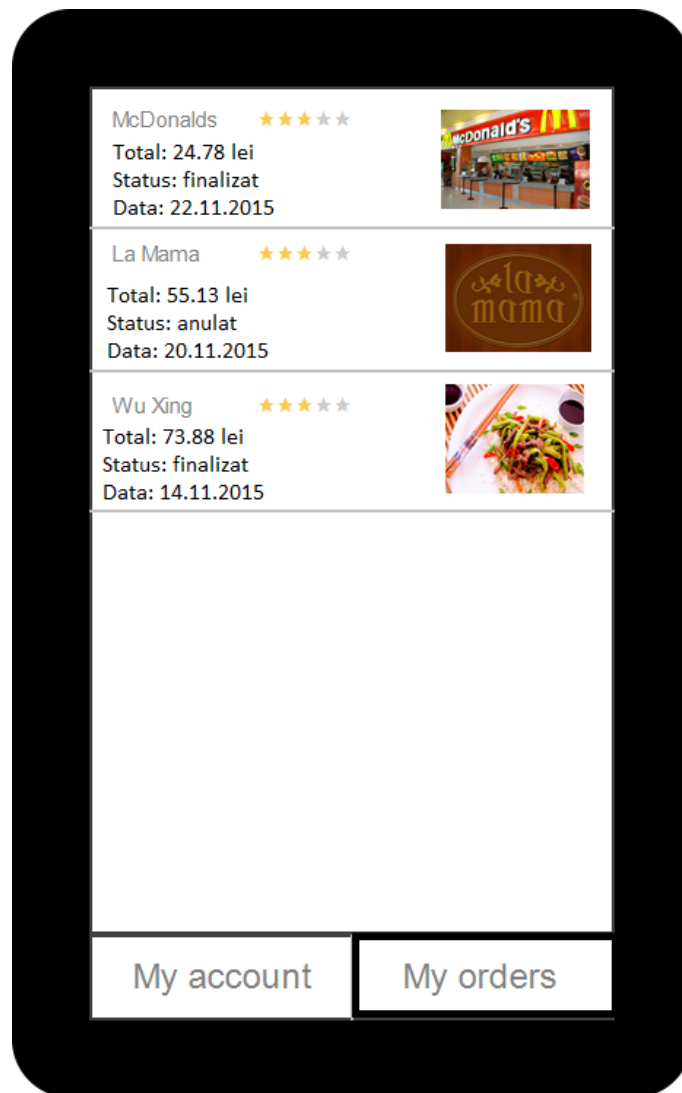 McDonalds
McDonald's
Total: 24.78 lei
Status: finalizat
Data: 22.11.2015
La Mama
la
mama
Total: 55.13 lei
Status: anulat
Data: 20.11.2015
Wu Xing
Total: 73.88 lei
Status: finalizat
Data: 14.11.2015
My account
My orders